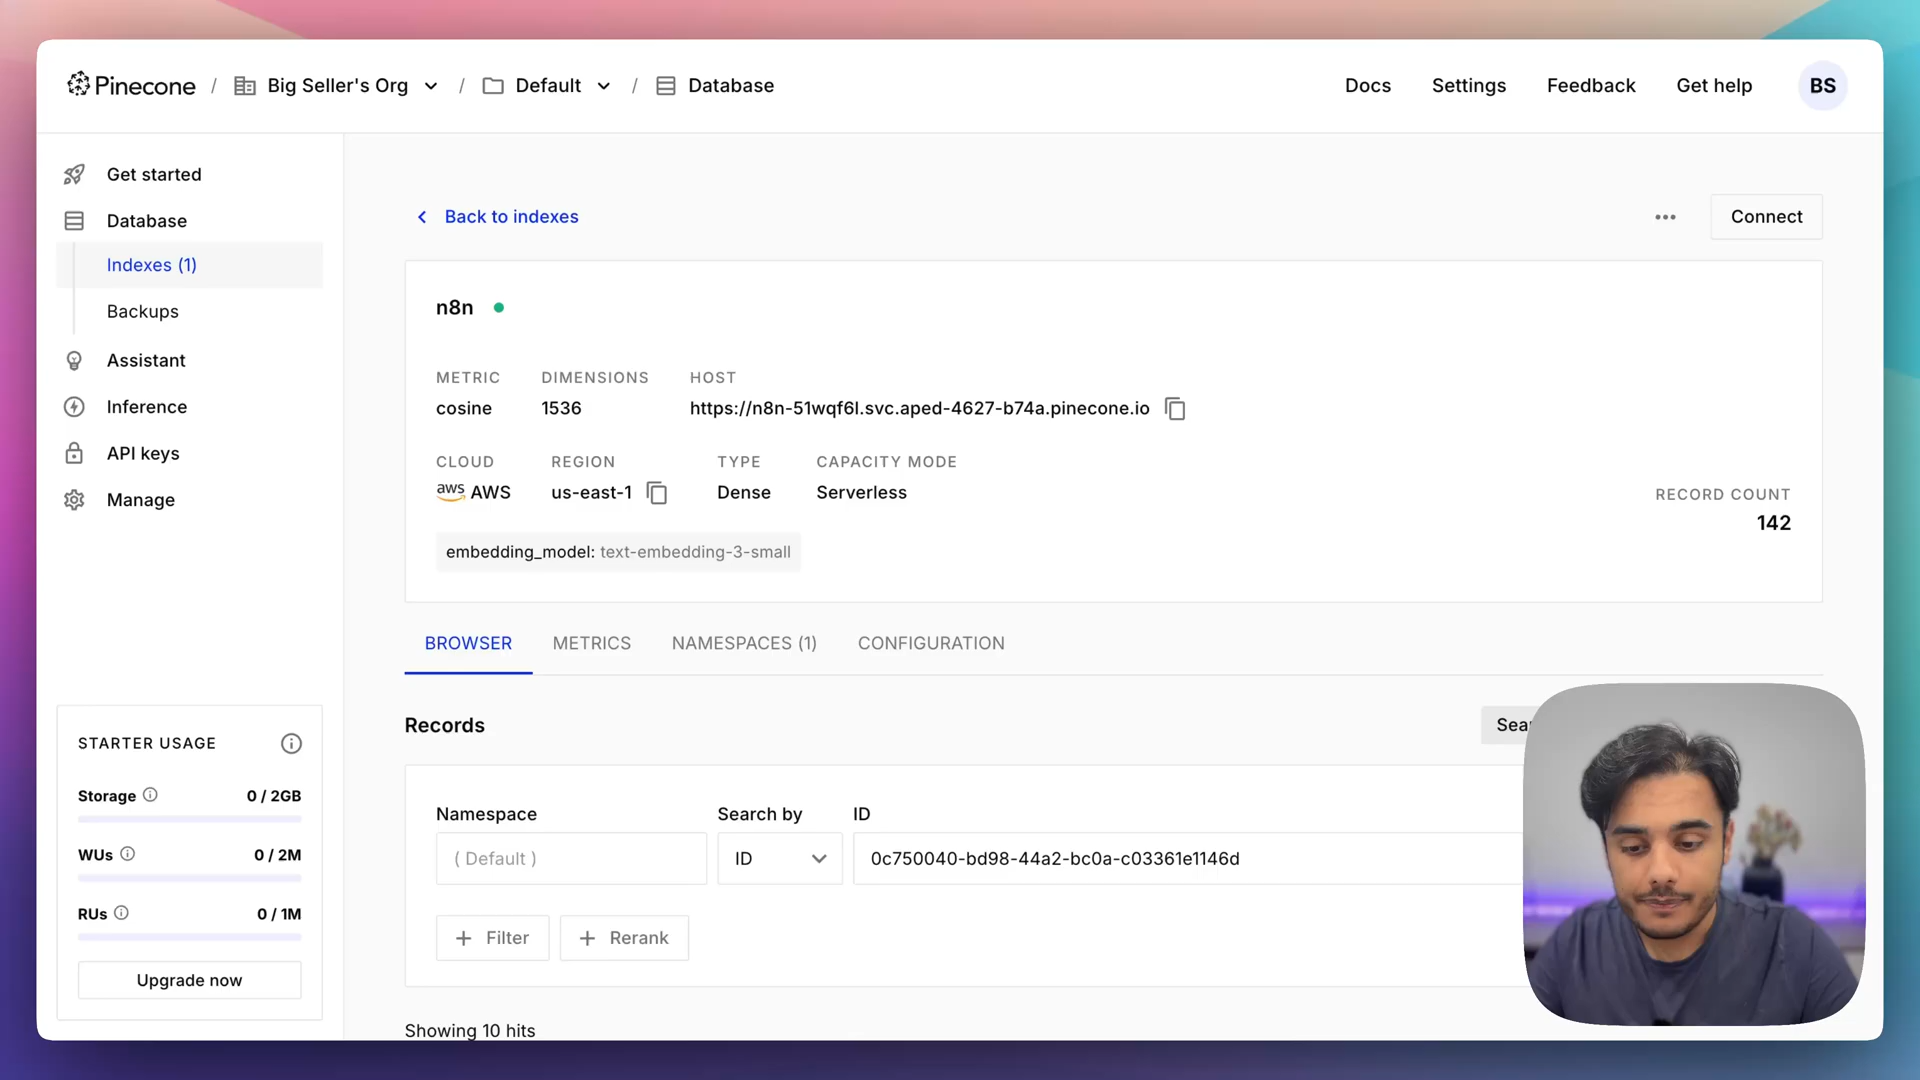 Pinecone / Big Seller's Org / Default / Database
Docs Settings Feedback Get help BS
Get started
Database
Indexes (1)
Backups
Assistant
Inference
API keys
Manage
STARTER USAGE
Storage 0 / 2GB
WUs 0 / 2M
RUs 0 / 1M
Upgrade now
Back to indexes
Connect
n8n
METRIC DIMENSIONS HOST
cosine 1536 https://n8n-51wqf6l.svc.aped-4627-b74a.pinecone.io
CLOUD REGION TYPE CAPACITY MODE
aws AWS us-east-1 Dense Serverless
RECORD COUNT
142
embedding_model: text-embedding-3-small
BROWSER METRICS NAMESPACES (1) CONFIGURATION
Records
Namespace Search by ID
( Default ) ID 0c750040-bd98-44a2-bc0a-c03361e1146d
+ Filter + Rerank
Showing 10 hits